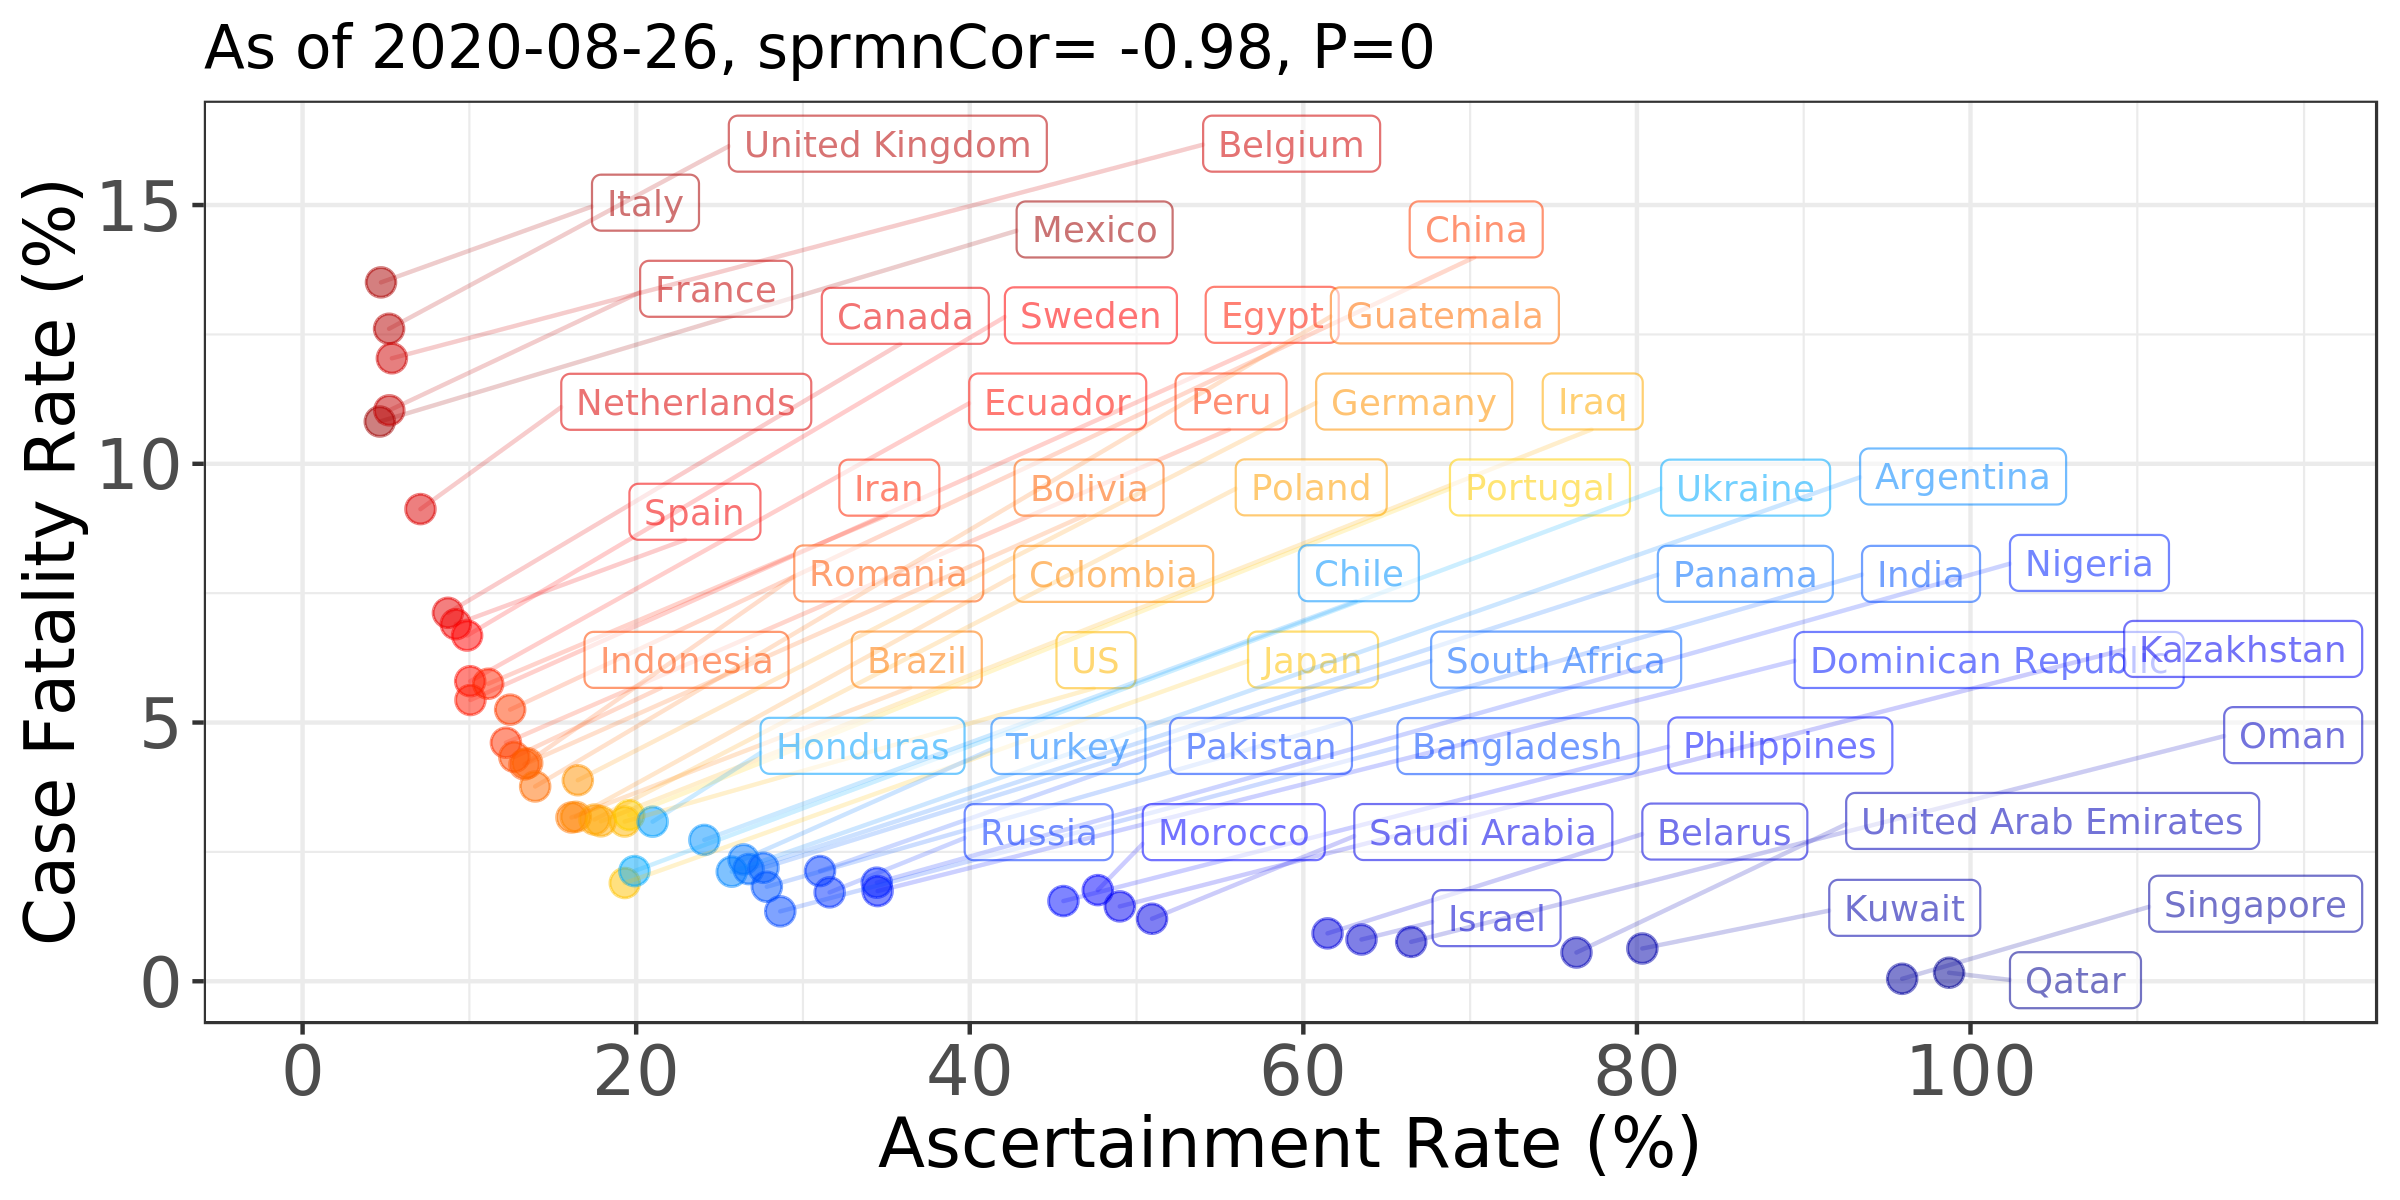 As of 2020-08-26, sprmnCor= -0.98, P=0
United Kingdom
Belgium
Italy
Mexico
China
France
Canada
Sweden
Egypt
Guatemala
Netherlands
Ecuador
Peru
Germany
Iraq
Spain
Iran
Bolivia
Poland
Portugal
Ukraine
Argentina
Romania
Colombia
Chile
Panama
India
Nigeria
Indonesia
Brazil
US
Japan
South Africa
Dominican Republic
Kazakhstan
Honduras
Turkey
Pakistan
Bangladesh
Philippines
Oman
Russia
Morocco
Saudi Arabia
Belarus
United Arab Emirates
Israel
Kuwait
Singapore
Qatar
15
10
5
0
Case Fatality Rate (%)
0 20 40 60 80 100
Ascertainment Rate (%)